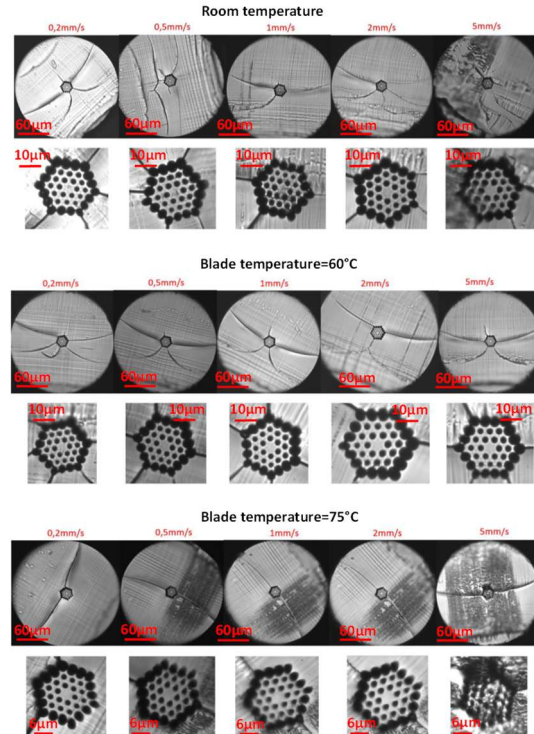 Room temperature
0,2mm/s 0,5mm/s 1mm/s 2mm/s 5mm/s
60μm 60μm 60μm 60μm 60μm
10μm 10μm 10μm 10μm 10μm
Blade temperature=60°C
0,2mm/s 0,5mm/s 1mm/s 2mm/s 5mm/s
60μm 60μm 60μm 60μm 60μm
10μm 10μm 10μm 10μm 10μm
Blade temperature=75°C
0,2mm/s 0,5mm/s 1mm/s 2mm/s 5mm/s
60μm 60μm 60μm 60μm 60μm
6μm 6μm 6μm 6μm 6μm